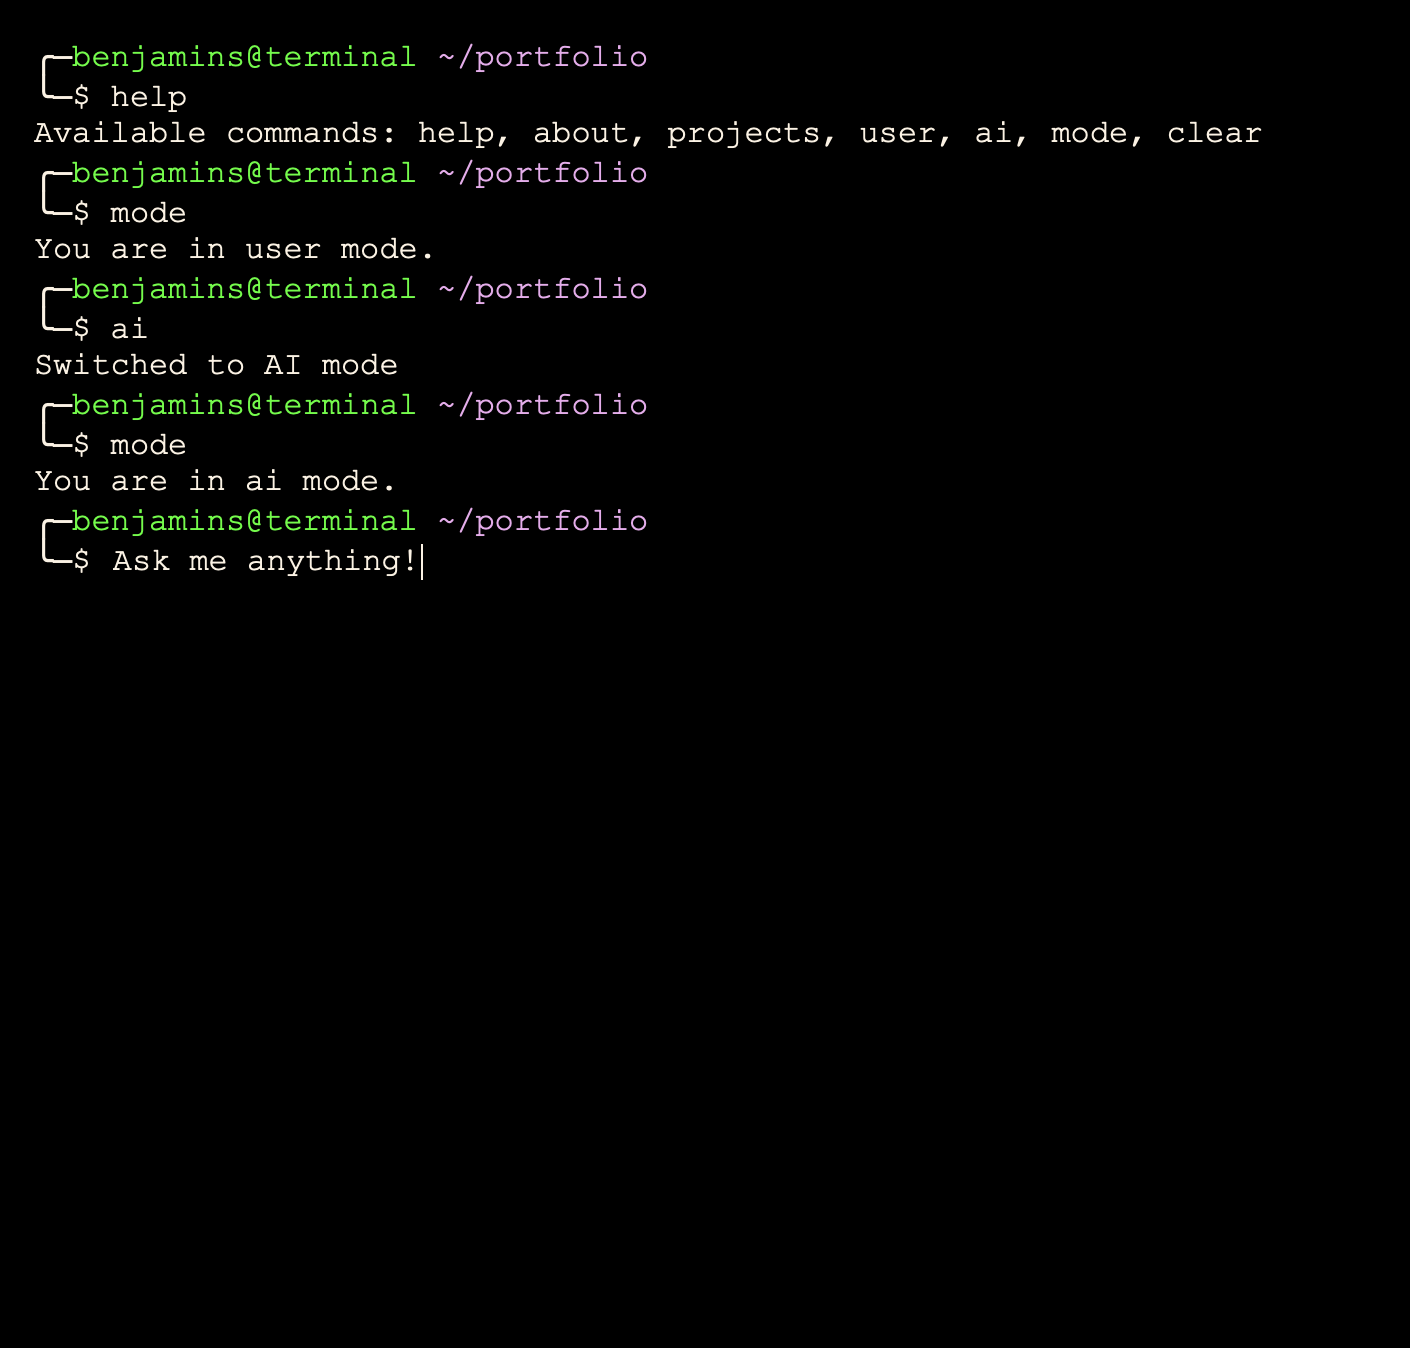 ╭─benjamins@terminal ~/portfolio
╰─$ help
Available commands: help, about, projects, user, ai, mode, clear
╭─benjamins@terminal ~/portfolio
╰─$ mode
You are in user mode.
╭─benjamins@terminal ~/portfolio
╰─$ ai
Switched to AI mode
╭─benjamins@terminal ~/portfolio
╰─$ mode
You are in ai mode.
╭─benjamins@terminal ~/portfolio
╰─$ Ask me anything!